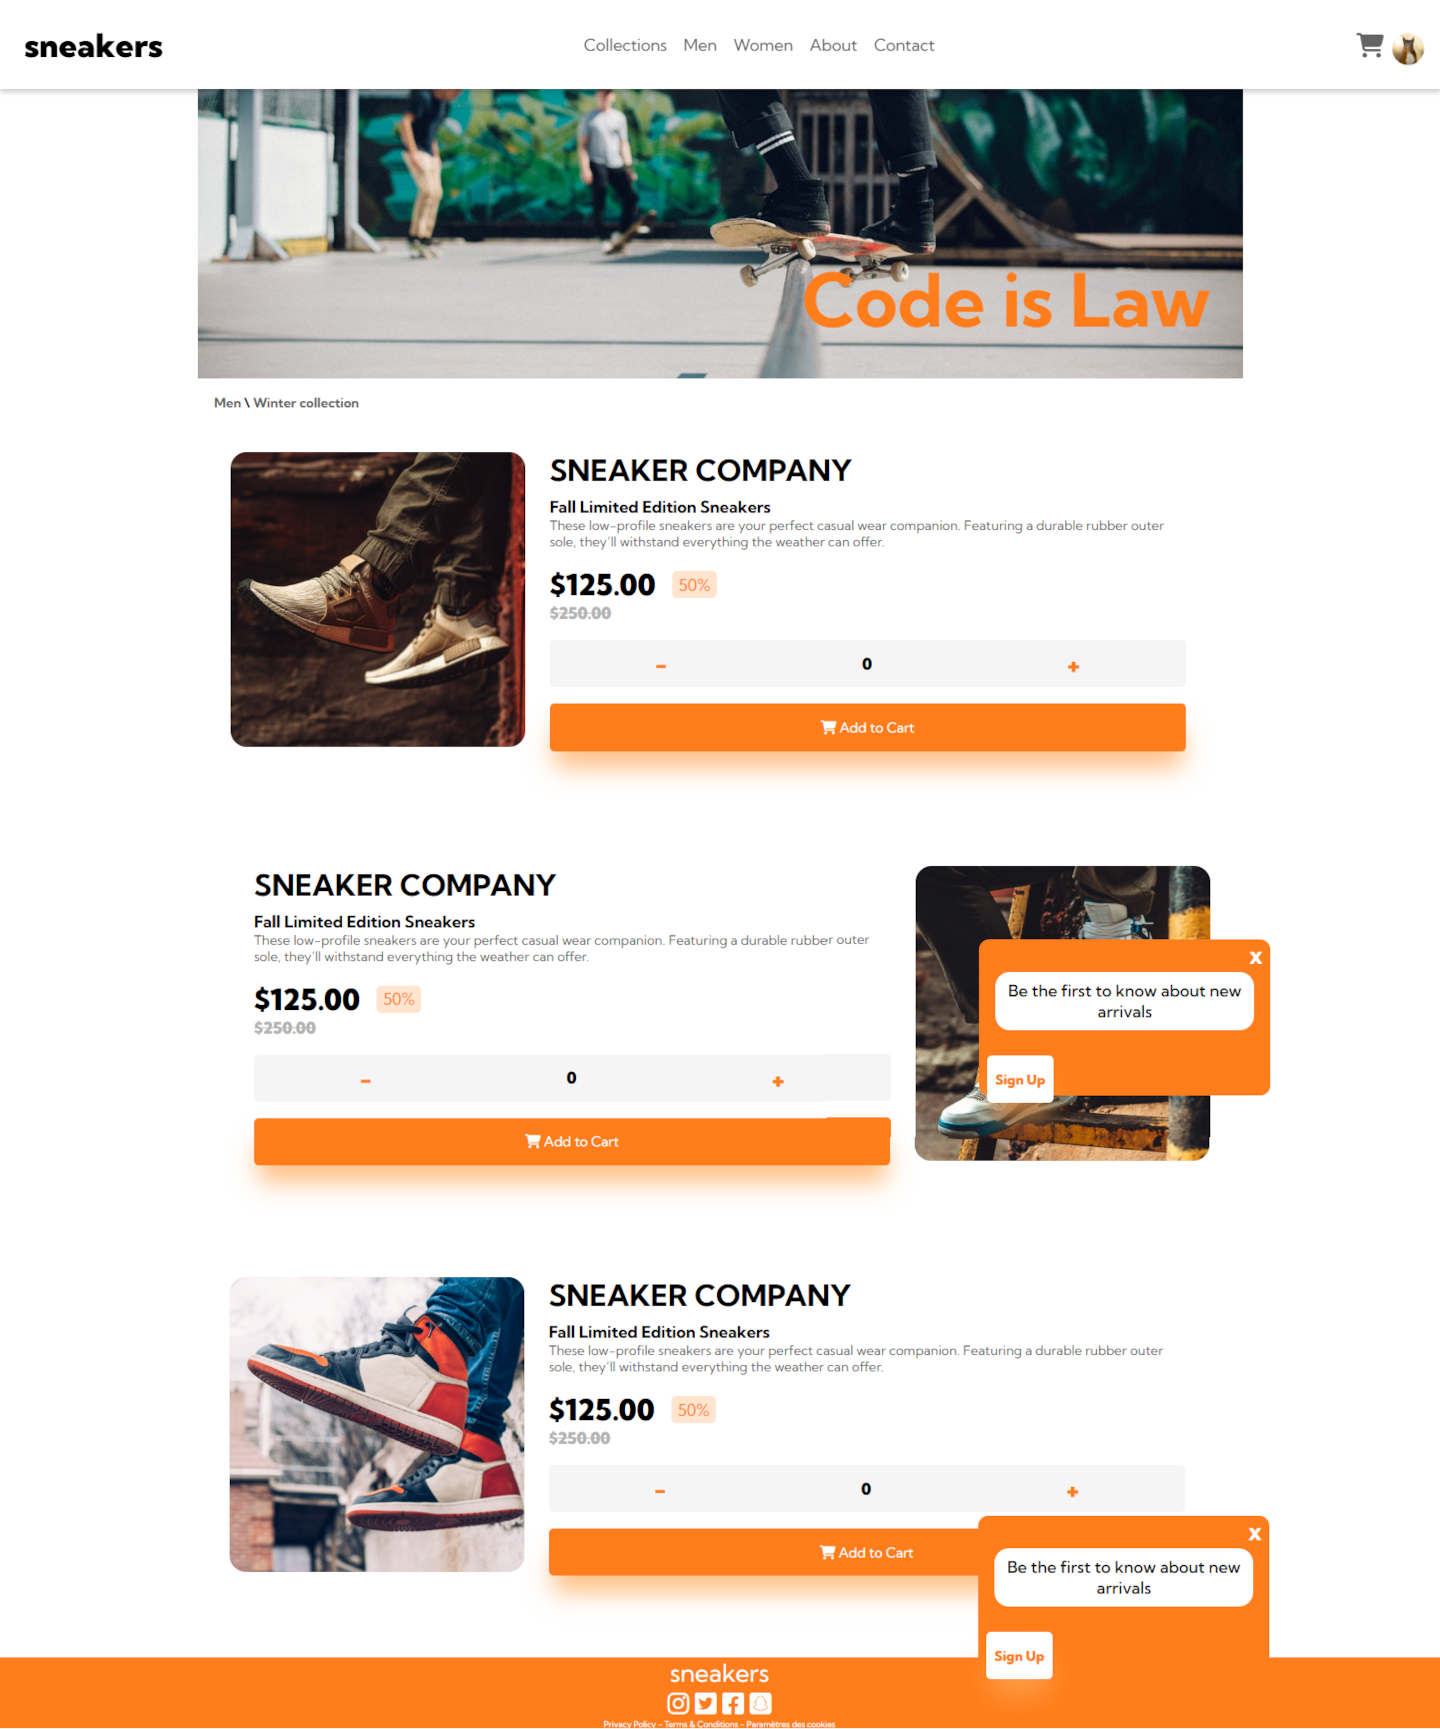 sneakers
Collections Men Women About Contact
Code is Law
Men \ Winter collection
SNEAKER COMPANY
Fall Limited Edition Sneakers
These low-profile sneakers are your perfect casual wear companion. Featuring a durable rubber outer
sole, they'll withstand everything the weather can offer.
$125.00 50%
$250.00
- 0 +
Add to Cart
SNEAKER COMPANY
Fall Limited Edition Sneakers
These low-profile sneakers are your perfect casual wear companion. Featuring a durable rubber outer
sole, they'll withstand everything the weather can offer.
$125.00 50%
$250.00
- 0 +
Add to Cart
X
Be the first to know about new
arrivals
Sign Up
SNEAKER COMPANY
Fall Limited Edition Sneakers
These low-profile sneakers are your perfect casual wear companion. Featuring a durable rubber outer
sole, they'll withstand everything the weather can offer.
$125.00 50%
$250.00
- 0 +
Add to Cart
X
Be the first to know about new
arrivals
Sign Up
sneakers
Privacy Policy - Terms & Conditions - Paramètres des cookies